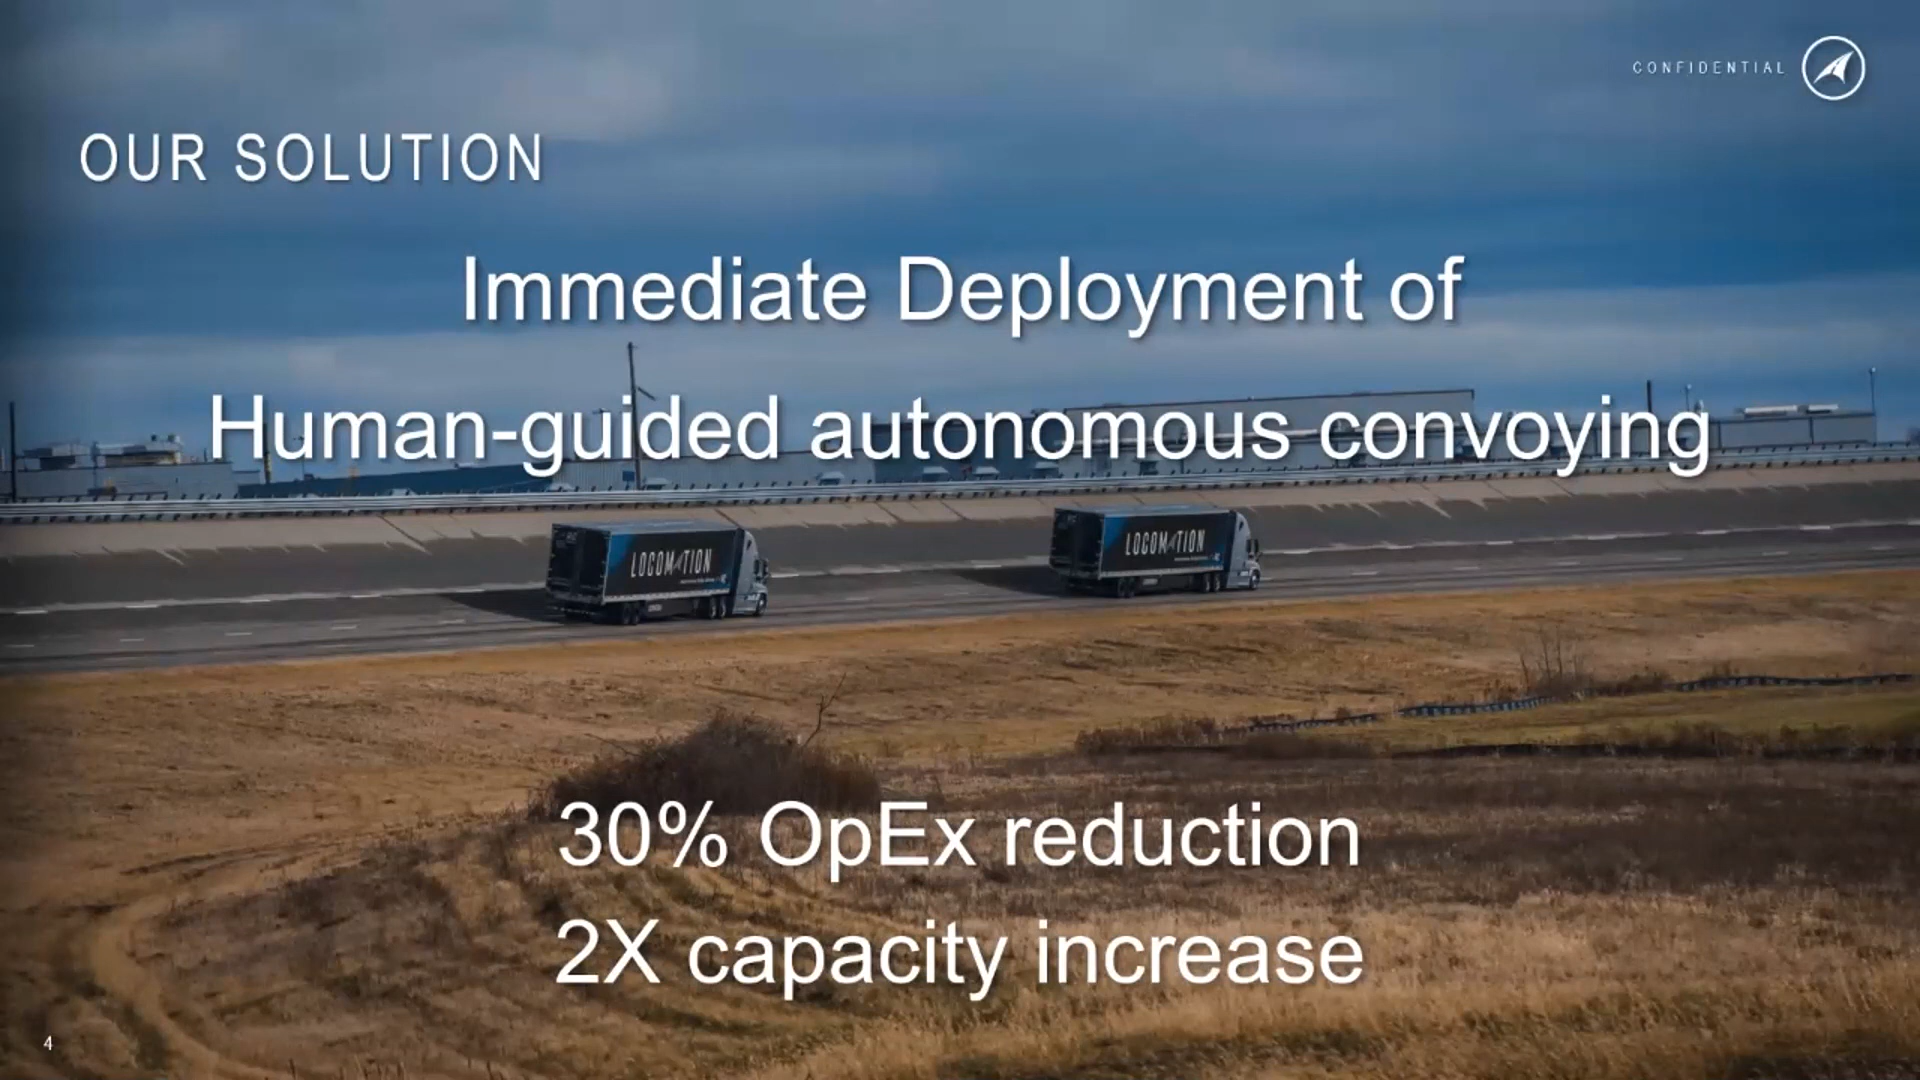 CONFIDENTIAL
OUR SOLUTION
Immediate Deployment of
Human-guided autonomous convoying
LOCOMOTION
LOCOMOTION
30% OpEx reduction
2X capacity increase
4